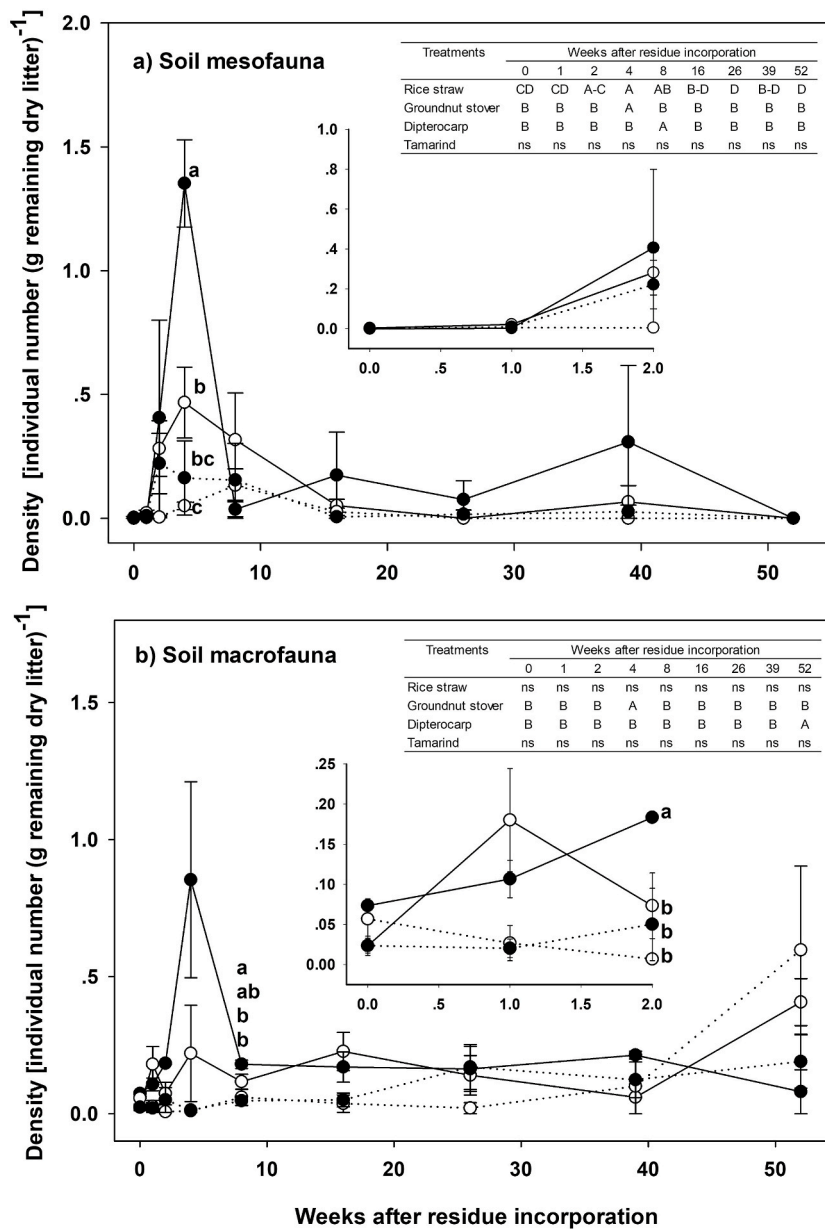 Density [individual number (g remaining dry litter)⁻¹]
2.0
1.5
1.0
.5
0.0
a) Soil mesofauna
Treatments Weeks after residue incorporation
0 1 2 4 8 16 26 39 52
Rice straw CD CD A-C A AB B-D D B-D D
Groundnut stover B B B A B B B B B
Dipterocarp B B B B A B B B B
Tamarind ns ns ns ns ns ns ns ns ns
1.0
.8
.6
.4
.2
0.0
0.0 .5 1.0 1.5 2.0
a
b
bc
c
0 10 20 30 40 50
Density [individual number (g remaining dry litter)⁻¹]
1.5
1.0
.5
0.0
b) Soil macrofauna
Treatments Weeks after residue incorporation
0 1 2 4 8 16 26 39 52
Rice straw ns ns ns ns ns ns ns ns ns
Groundnut stover B B B A B B B B B
Dipterocarp B B B B B B B B A
Tamarind ns ns ns ns ns ns ns ns ns
.25
.20
.15
.10
.05
0.00
a
b
b
b
0.0 .5 1.0 1.5 2.0
a
ab
b
b
0 10 20 30 40 50
Weeks after residue incorporation